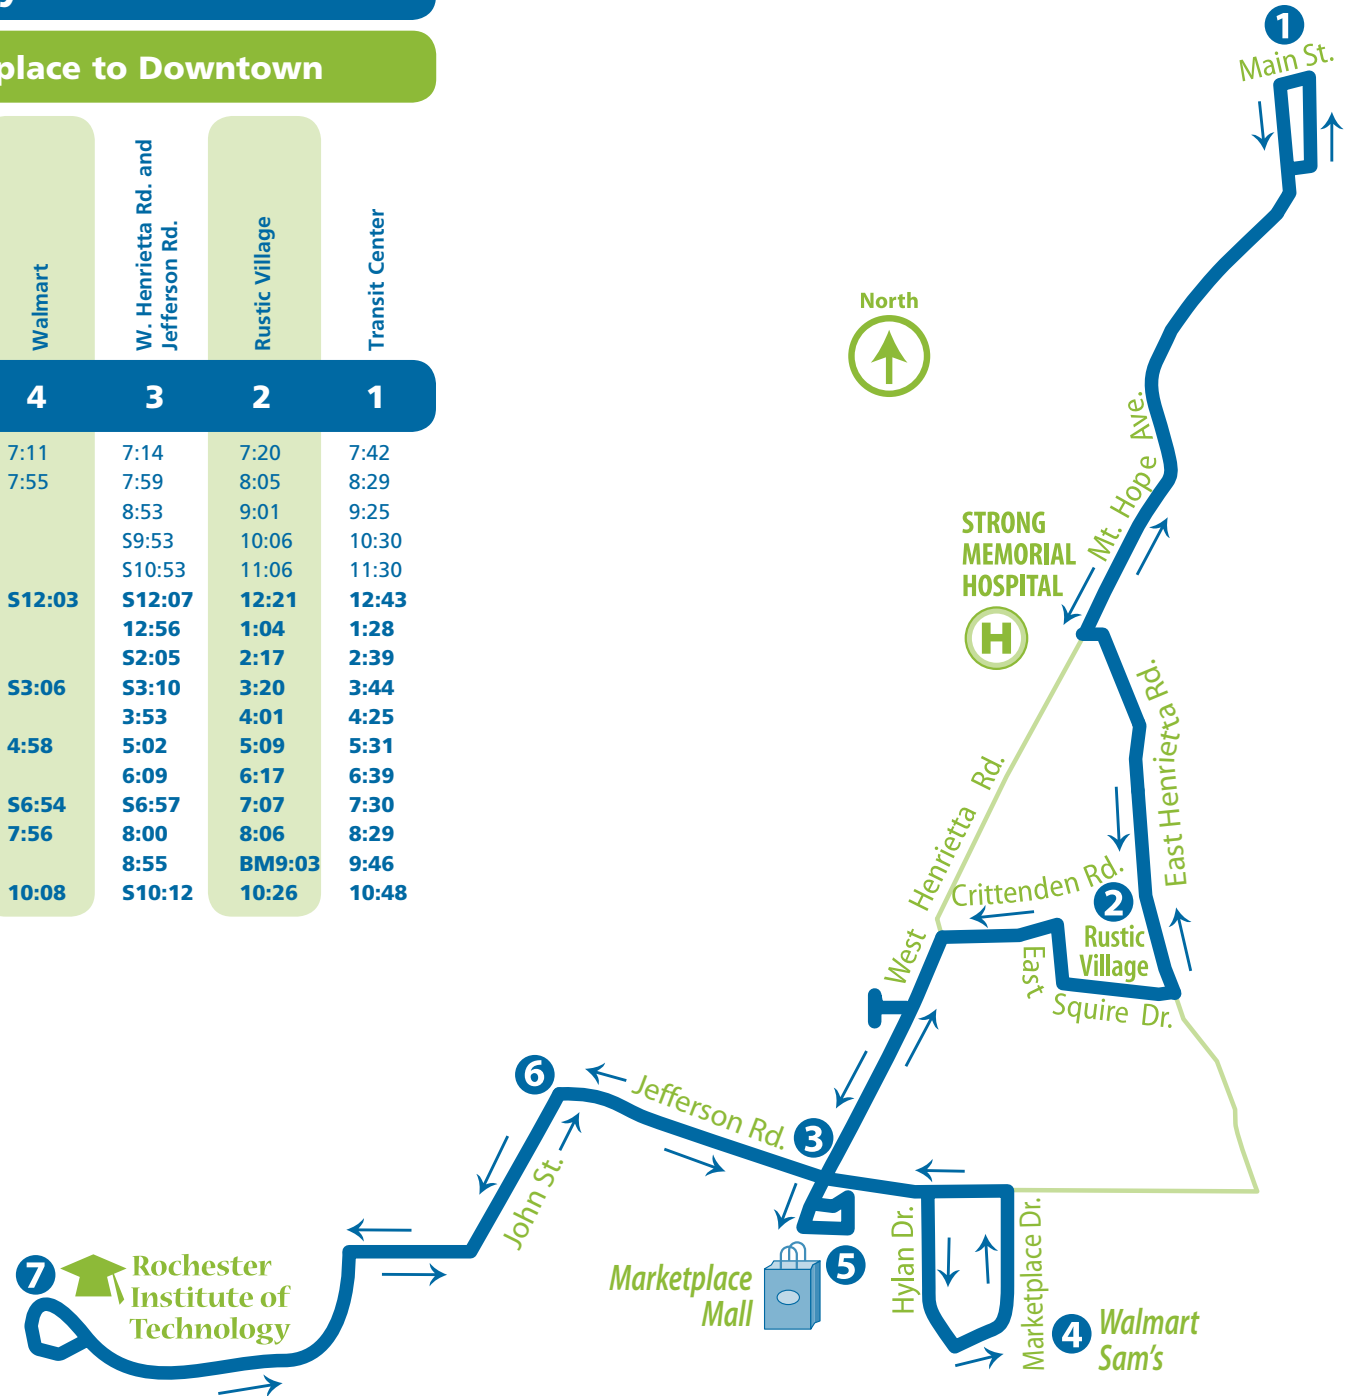 place to Downtown
Walmart
W. Henrietta Rd. and
Jefferson Rd.
Rustic Village
Transit Center
4 3 2 1
7:11 7:14 7:20 7:42
7:55 7:59 8:05 8:29
8:53 9:01 9:25
S9:53 10:06 10:30
S10:53 11:06 11:30
S12:03 S12:07 12:21 12:43
12:56 1:04 1:28
S2:05 2:17 2:39
S3:06 S3:10 3:20 3:44
3:53 4:01 4:25
4:58 5:02 5:09 5:31
6:09 6:17 6:39
S6:54 S6:57 7:07 7:30
7:56 8:00 8:06 8:29
8:55 BM9:03 9:46
10:08 S10:12 10:26 10:48
1
Main St.
North
Mt. Hope Ave.
STRONG
MEMORIAL
HOSPITAL
H
East Henrietta Rd.
West Henrietta Rd.
Crittenden Rd.
2
Rustic
Village
East
Squire Dr.
6
Jefferson Rd.
3
John St.
7
Rochester
Institute of
Technology
Marketplace
Mall
5
Hylan Dr.
Marketplace Dr.
4
Walmart
Sam's